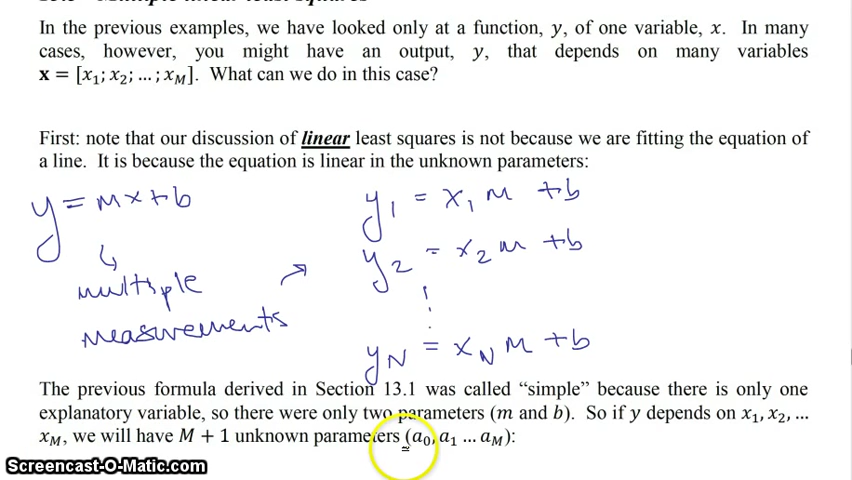 In the previous examples, we have looked only at a function, y, of one variable, x. In many
cases, however, you might have an output, y, that depends on many variables
x = [x₁; x₂; … ; x_M]. What can we do in this case?
First: note that our discussion of linear least squares is not because we are fitting the equation of
a line. It is because the equation is linear in the unknown parameters:
y = mx + b
multiple
measurements
y₁ = x₁ m + b
y₂ = x₂ m + b
⋮
y_N = x_N m + b
The previous formula derived in Section 13.1 was called “simple” because there is only one
explanatory variable, so there were only two parameters (m and b). So if y depends on x₁, x₂, …
x_M, we will have M + 1 unknown parameters (a₀, a₁ … a_M):
Screencast-O-Matic.com